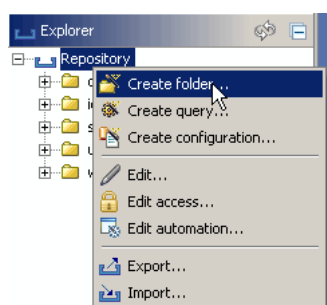 Explorer
Repository
Create folder...
Create query...
Create configuration...
Edit...
Edit access...
Edit automation...
Export...
Import...